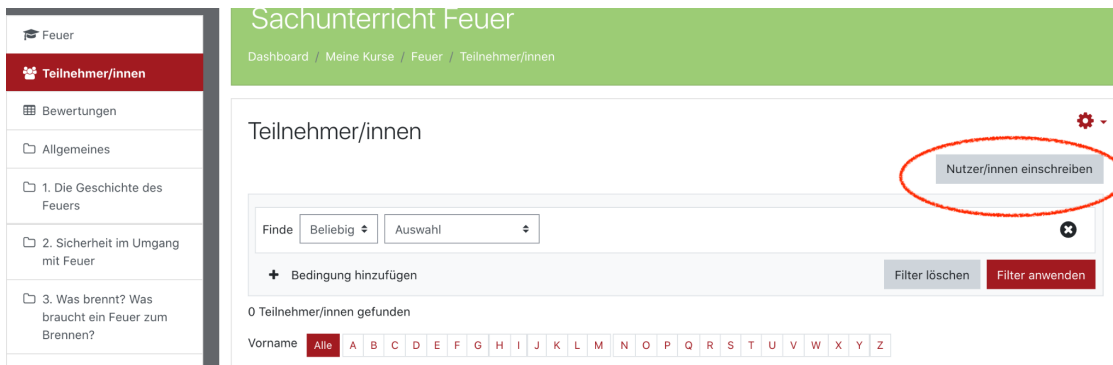 Feuer
Teilnehmer/innen
Bewertungen
Allgemeines
1. Die Geschichte des
Feuers
2. Sicherheit im Umgang
mit Feuer
3. Was brennt? Was
braucht ein Feuer zum
Brennen?
Sachunterricht Feuer
Dashboard / Meine Kurse / Feuer / Teilnehmer/innen
Teilnehmer/innen
Nutzer/innen einschreiben
Finde Beliebig Auswahl
Bedingung hinzufügen
Filter löschen Filter anwenden
0 Teilnehmer/innen gefunden
Vorname Alle A B C D E F G H I J K L M N O P Q R S T U V W X Y Z